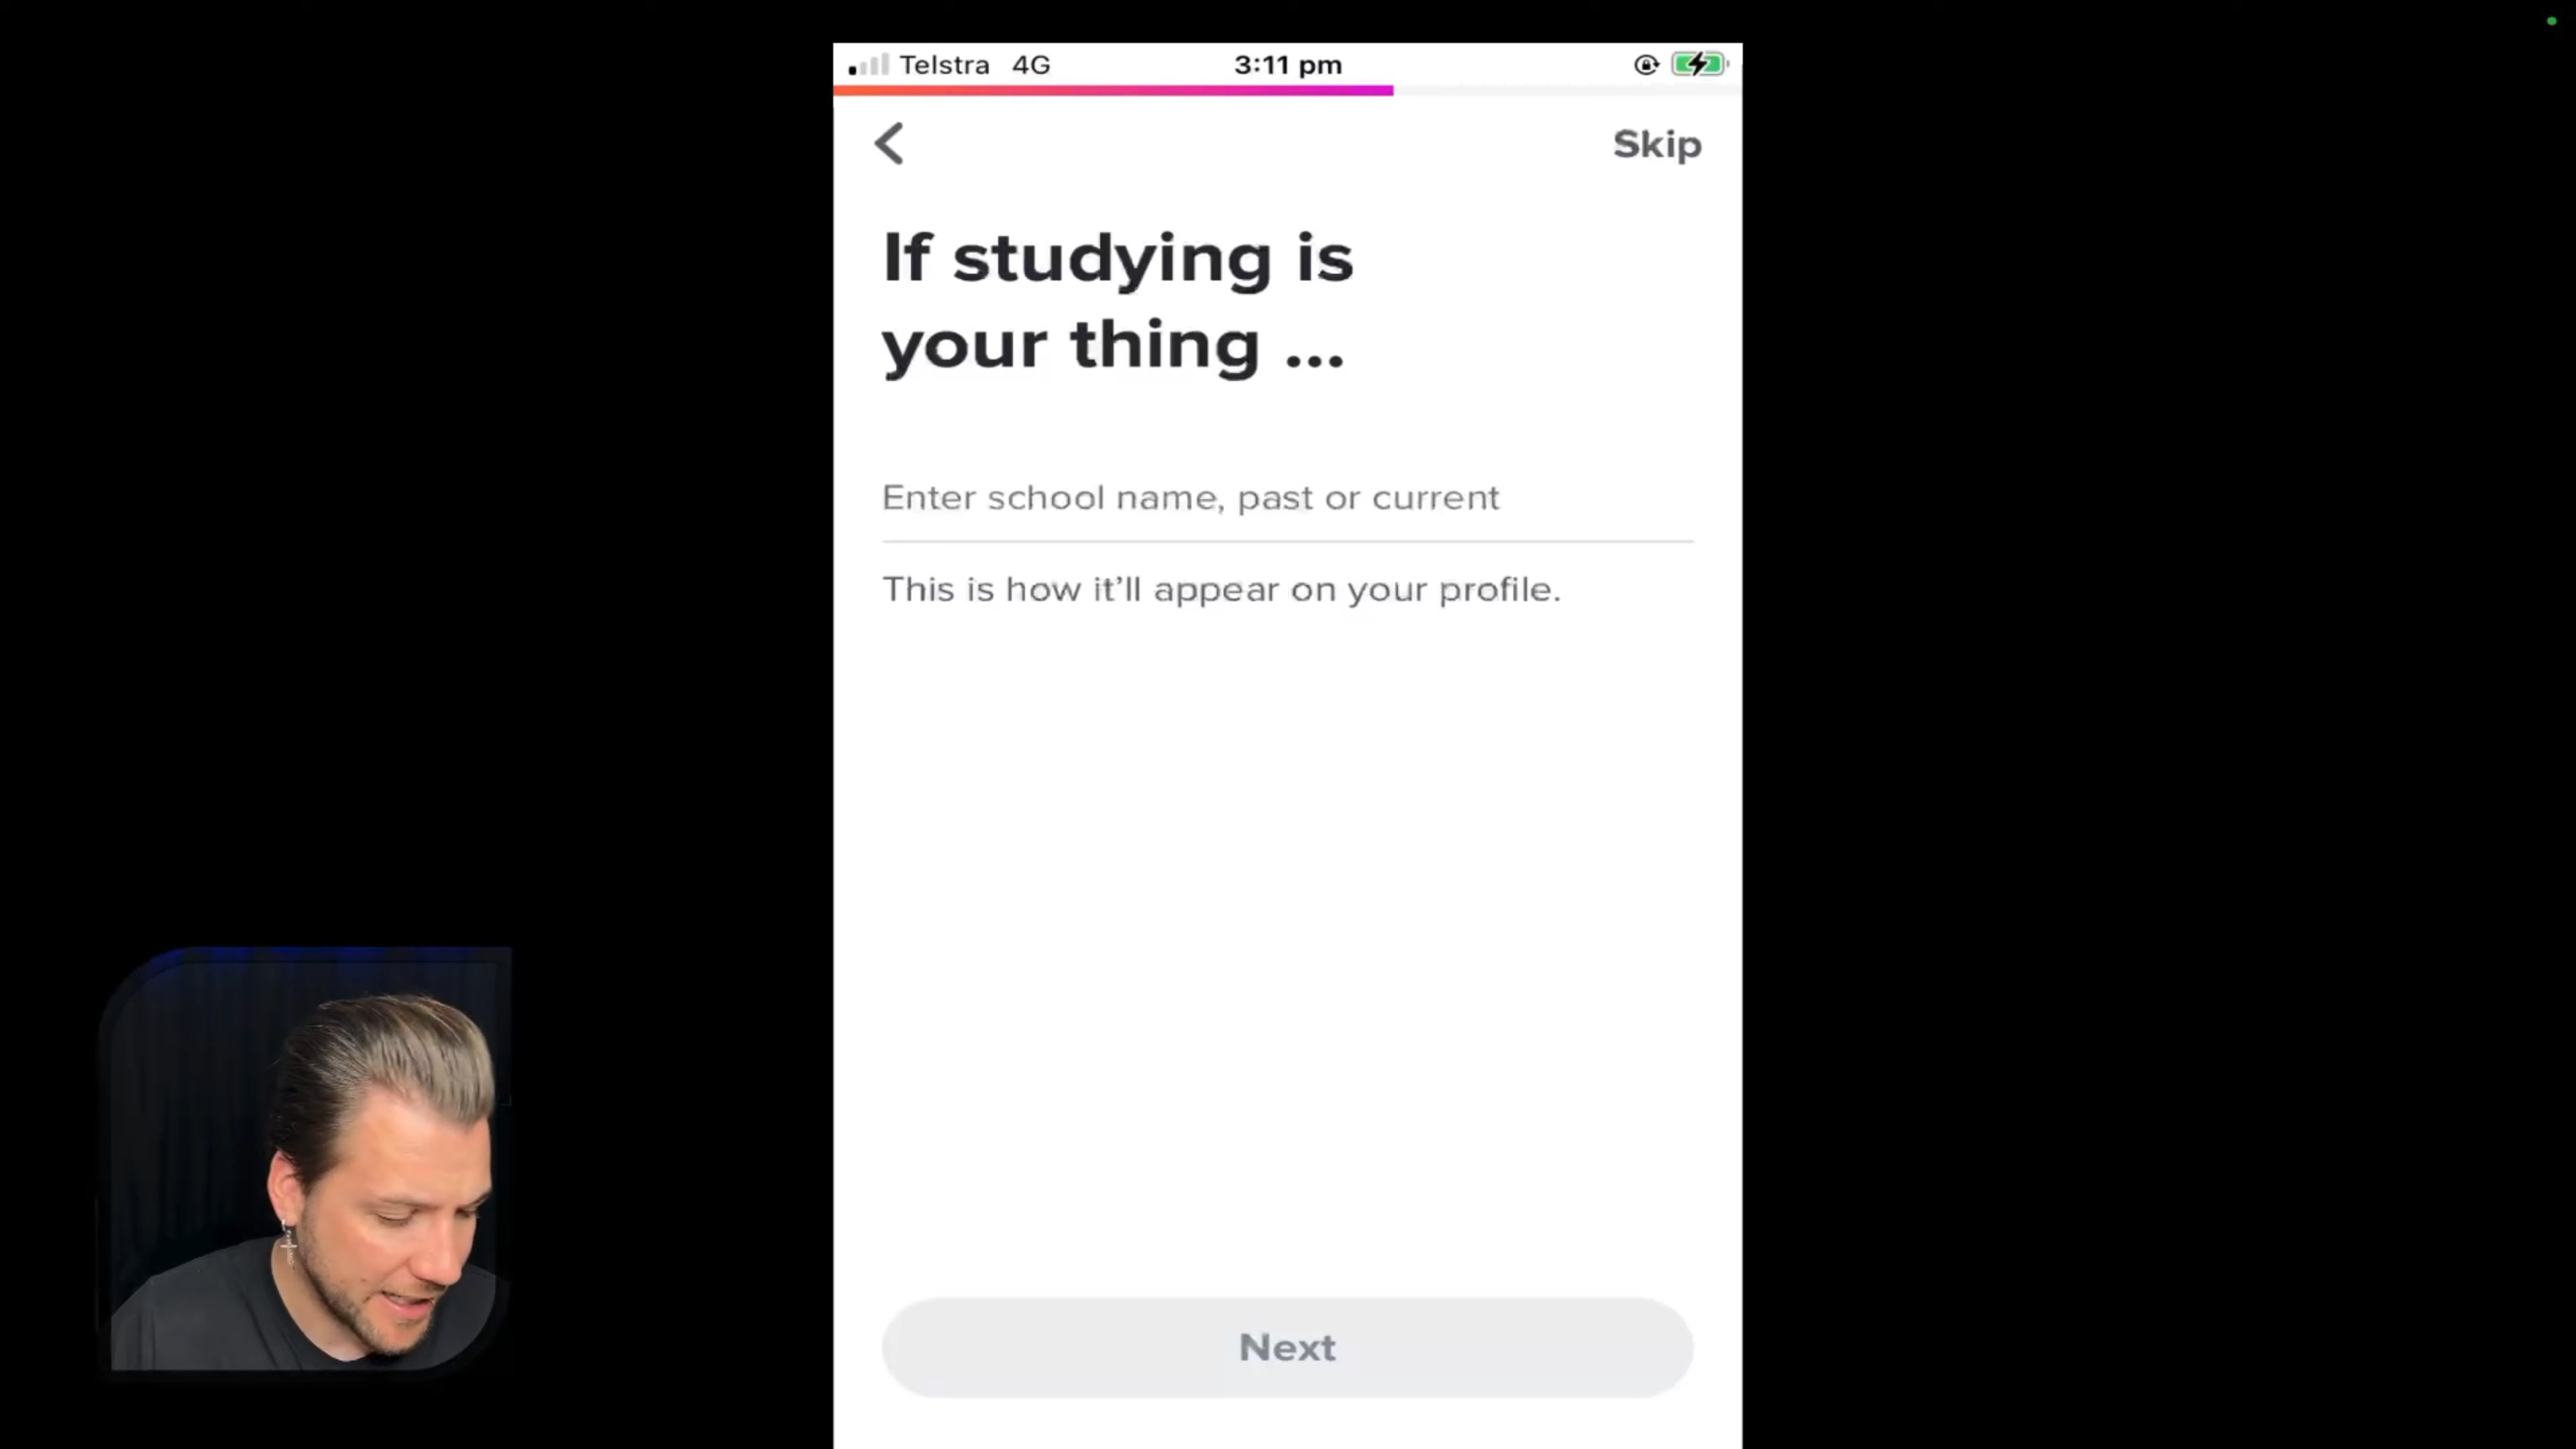 Telstra 4G 3:11 pm
Skip
If studying is
your thing ...
Enter school name, past or current
This is how it'll appear on your profile.
Next